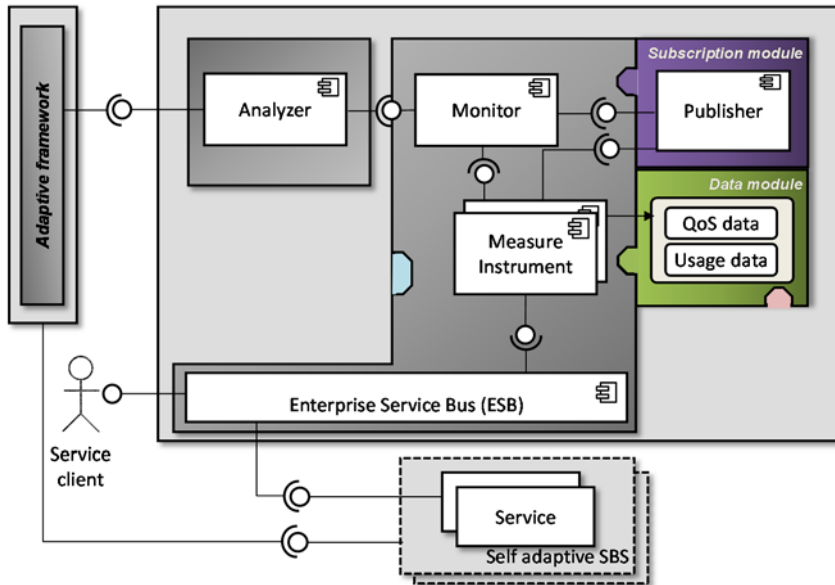 Adaptive framework
Analyzer
Monitor
Subscription module
Publisher
Data module
QoS data
Usage data
Measure
Instrument
Enterprise Service Bus (ESB)
Service
client
Service
Self adaptive SBS